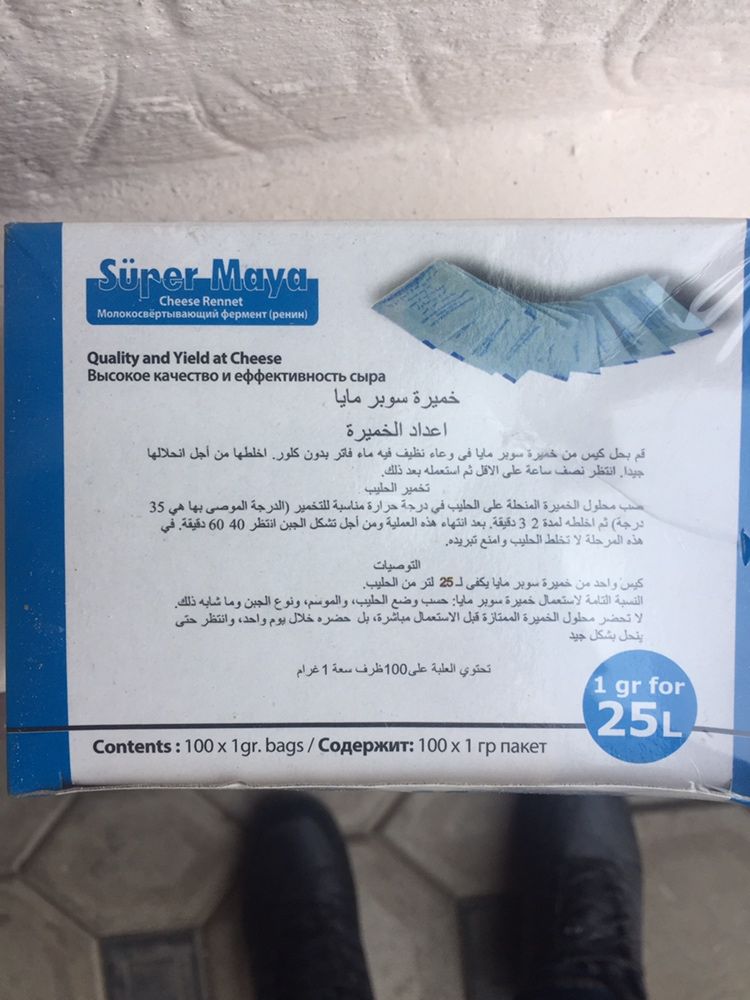 Süper Maya
Cheese Rennet
Молокосвёртывающий фермент (ренин)
Quality and Yield at Cheese
Высокое качество и еффективность сыра
خميرة سوبر مايا
اعداد الخميرة
قم بحل كيس من خميرة سوبر مايا فى وعاء نظيف فيه ماء فاتر بدون كلور. اخلطها من أجل انحلالها
جيدا. انتظر نصف ساعة على الاقل ثم استعمله بعد ذلك.
تخمير الحليب
صب محلول الخميرة المنحلة على الحليب في درجة حرارة مناسبة للتخمير (الدرجة الموصى بها هي 35
درجة) ثم اخلطه لمدة 2 3 دقيقة. بعد انتهاء هذه العملية ومن أجل تشكل الجبن انتظر 40 60 دقيقة. في
هذه المرحلة لا تخلط الحليب وامنع تبريده.
التوصيات
كيس واحد من خميرة سوبر مايا يكفى لـ 25 لتر من الحليب.
النسبة التامة لاستعمال خميرة سوبر مايا: حسب وضع الحليب، والموسم، ونوع الجبن وما شابه ذلك.
لا تحضر محلول الخميرة الممتازة قبل الاستعمال مباشرة، بل حضره خلال يوم واحد، وانتظر حتى
ينحل بشكل جيد
تحتوي العلبة على 100 ظرف سعة 1 غرام
1 gr for
25L
Contents : 100 x 1gr. bags / Содержит: 100 x 1 гр пакет